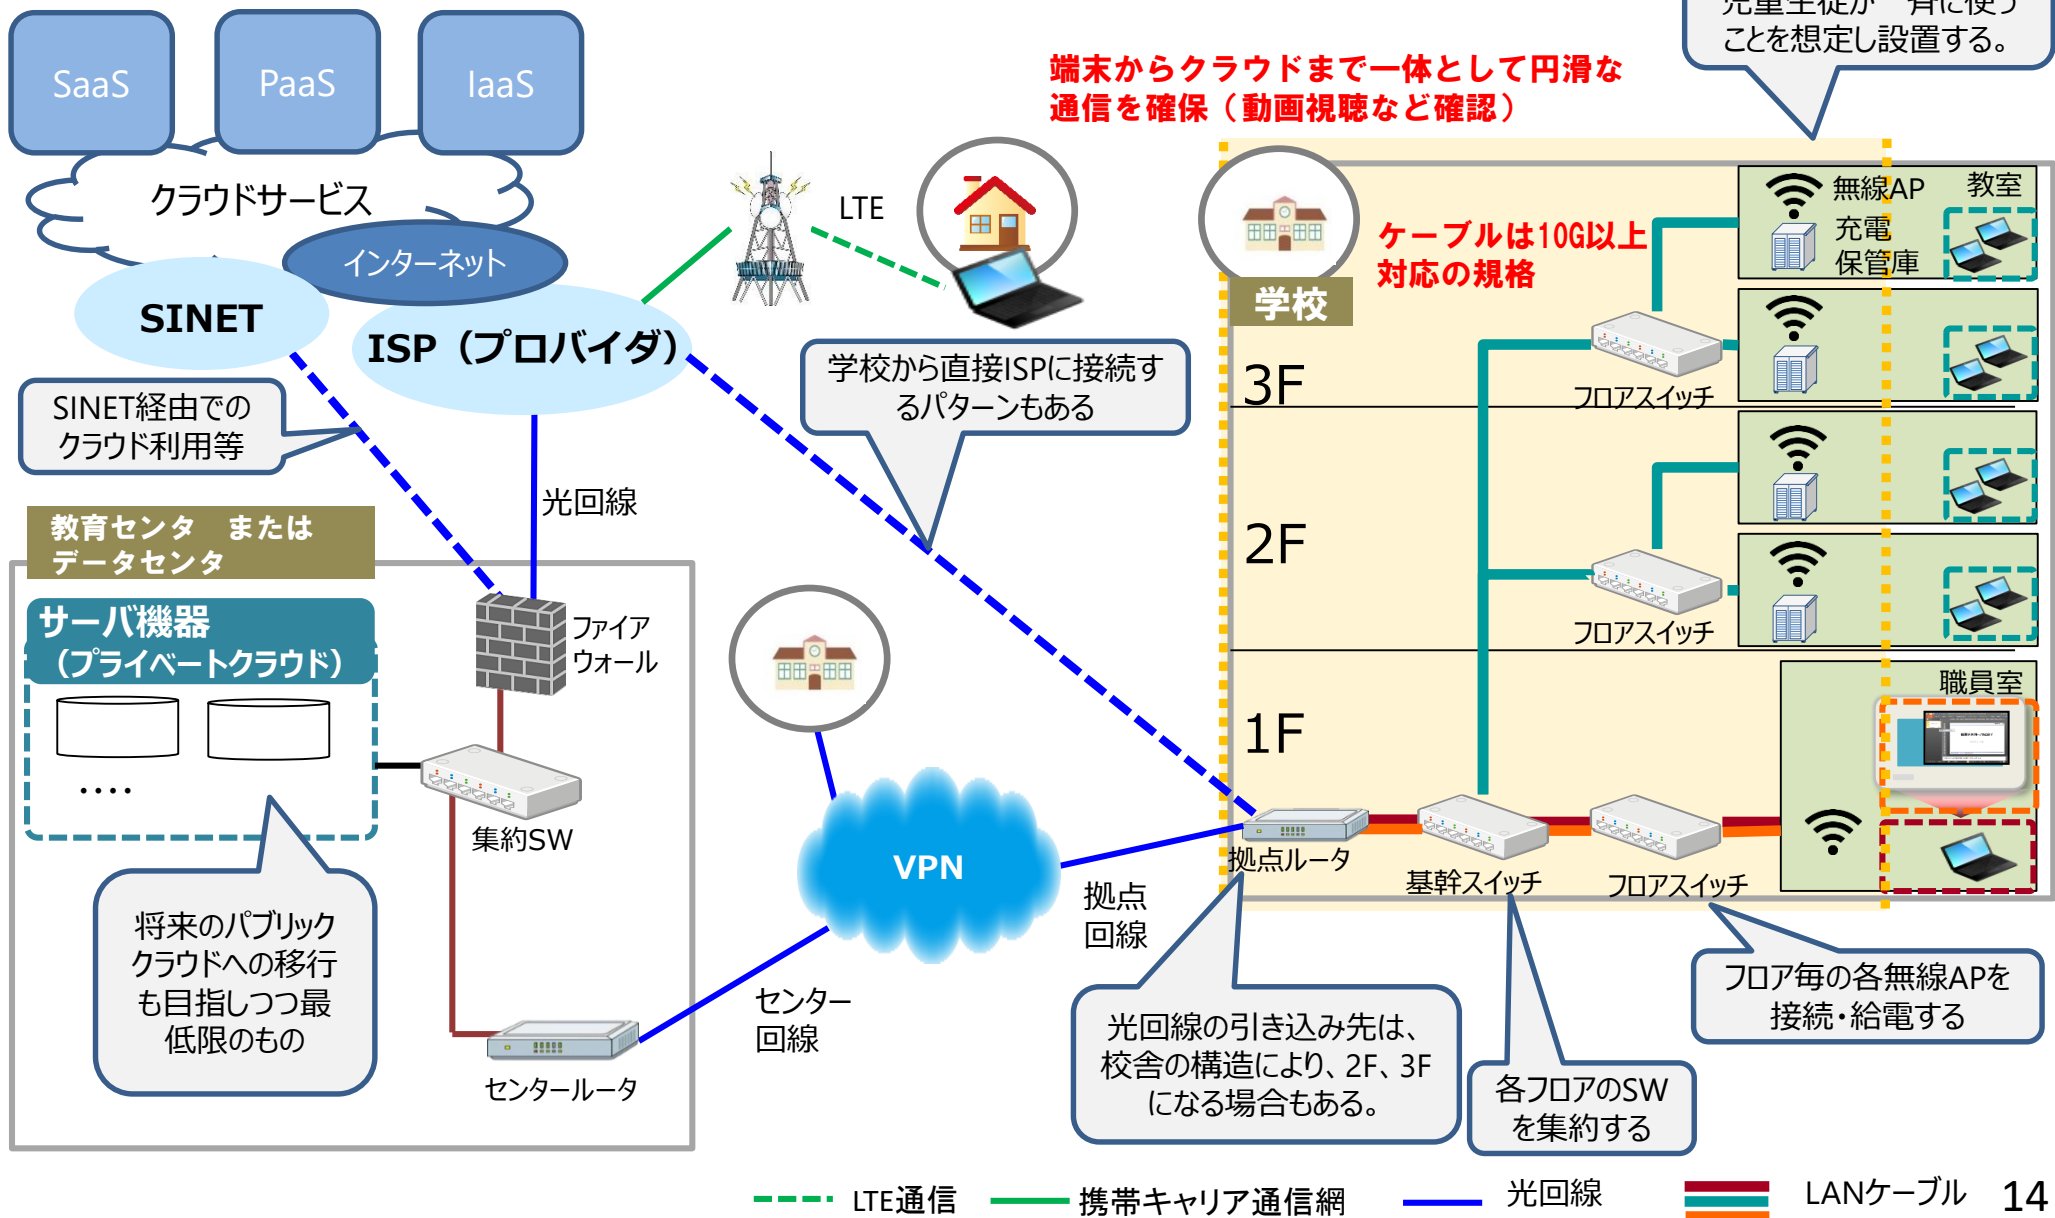 SaaS
PaaS
IaaS
クラウドサービス
インターネット
SINET
ISP（プロバイダ）
SINET経由での
クラウド利用等
光回線
LTE
端末からクラウドまで一体として円滑な
通信を確保（動画視聴など確認）
ことを想定し設置する。
学校から直接ISPに接続す
るパターンもある
教育センタ　または
データセンタ
サーバ機器
（プライベートクラウド）
････
ファイア
ウォール
集約SW
将来のパブリック
クラウドへの移行
も目指しつつ最
低限のもの
センタールータ
VPN
センター
回線
拠点
回線
学校
ケーブルは10G以上
対応の規格
3F
2F
1F
無線AP
教室
充電
保管庫
フロアスイッチ
フロアスイッチ
職員室
拠点ルータ
基幹スイッチ
フロアスイッチ
光回線の引き込み先は、
校舎の構造により、2F、3F
になる場合もある。
各フロアのSW
を集約する
フロア毎の各無線APを
接続・給電する
LTE通信
携帯キャリア通信網
光回線
LANケーブル
14